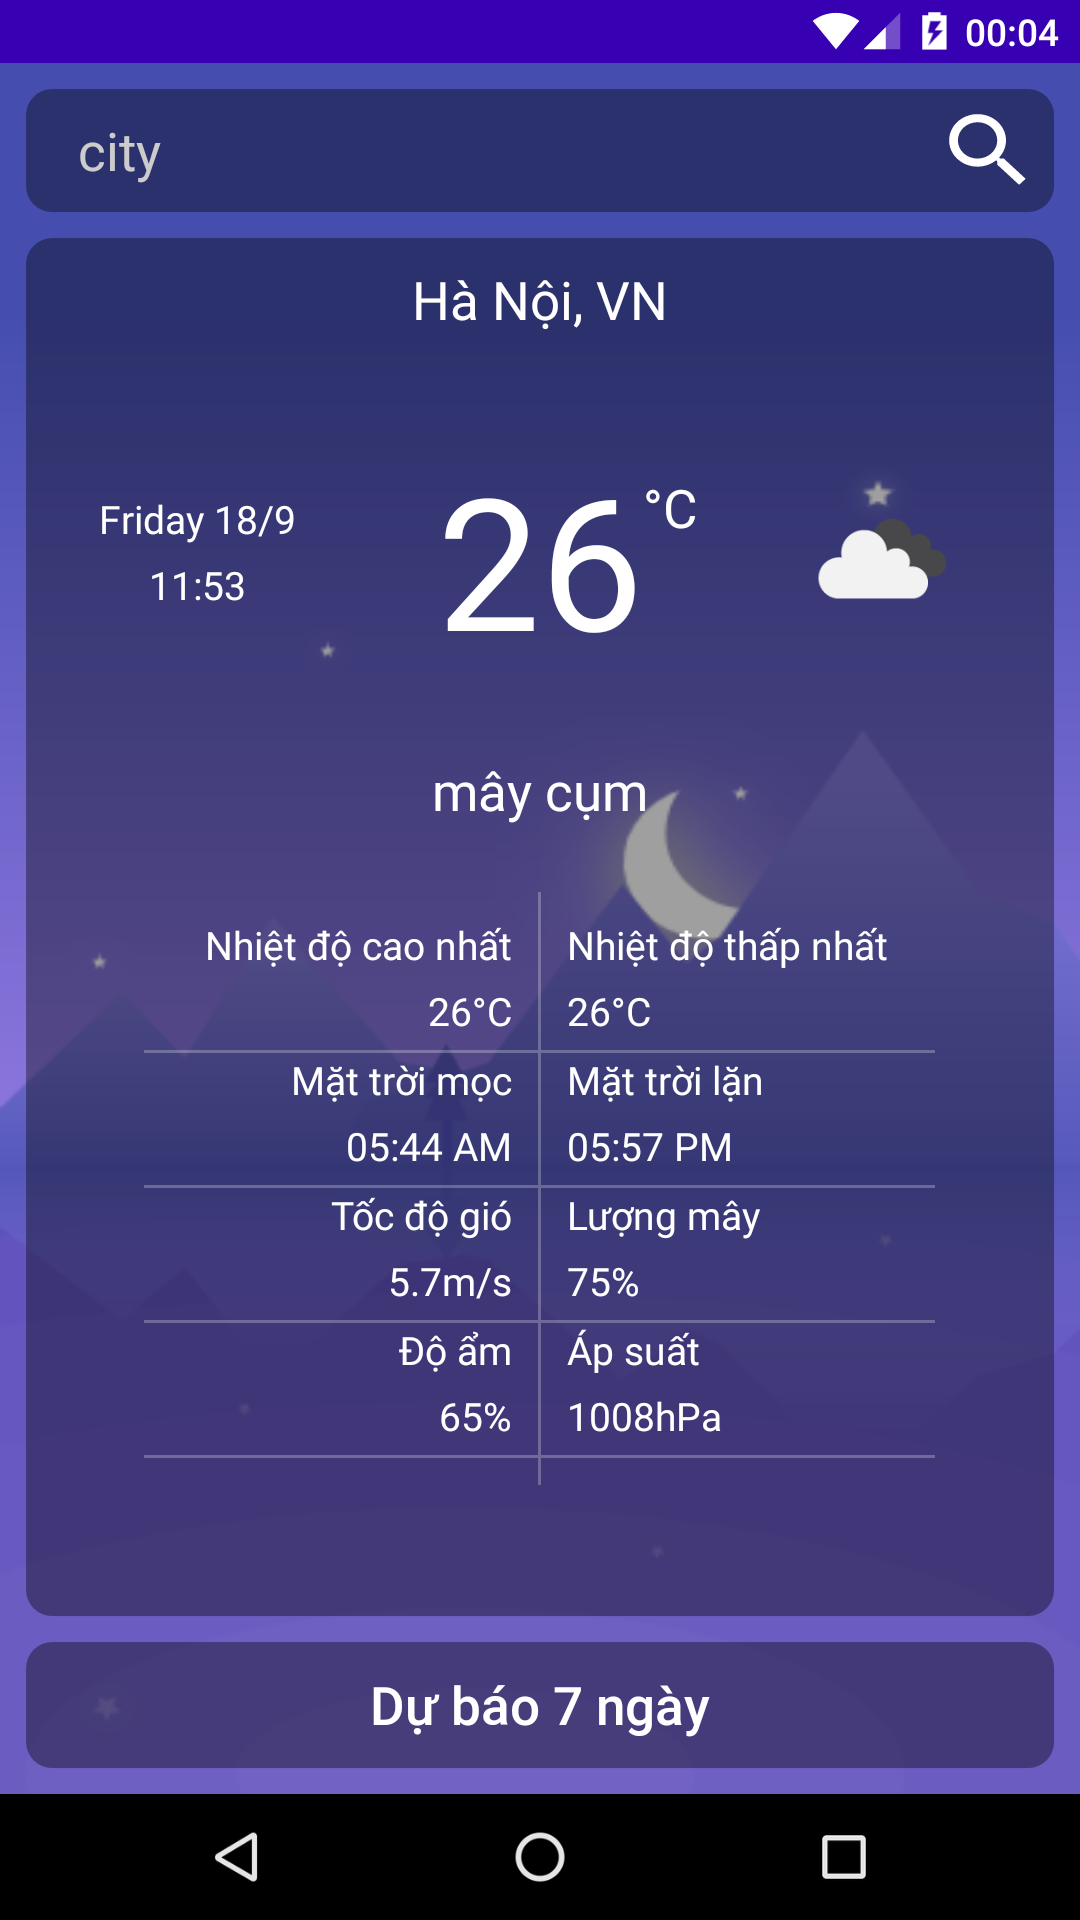 00:04
city
Hà Nội, VN
Friday 18/9
11:53
26 °C
mây cụm
Nhiệt độ cao nhất
26°C
Nhiệt độ thấp nhất
26°C
Mặt trời mọc
05:44 AM
Mặt trời lặn
05:57 PM
Tốc độ gió
5.7m/s
Lượng mây
75%
Độ ẩm
65%
Áp suất
1008hPa
Dự báo 7 ngày